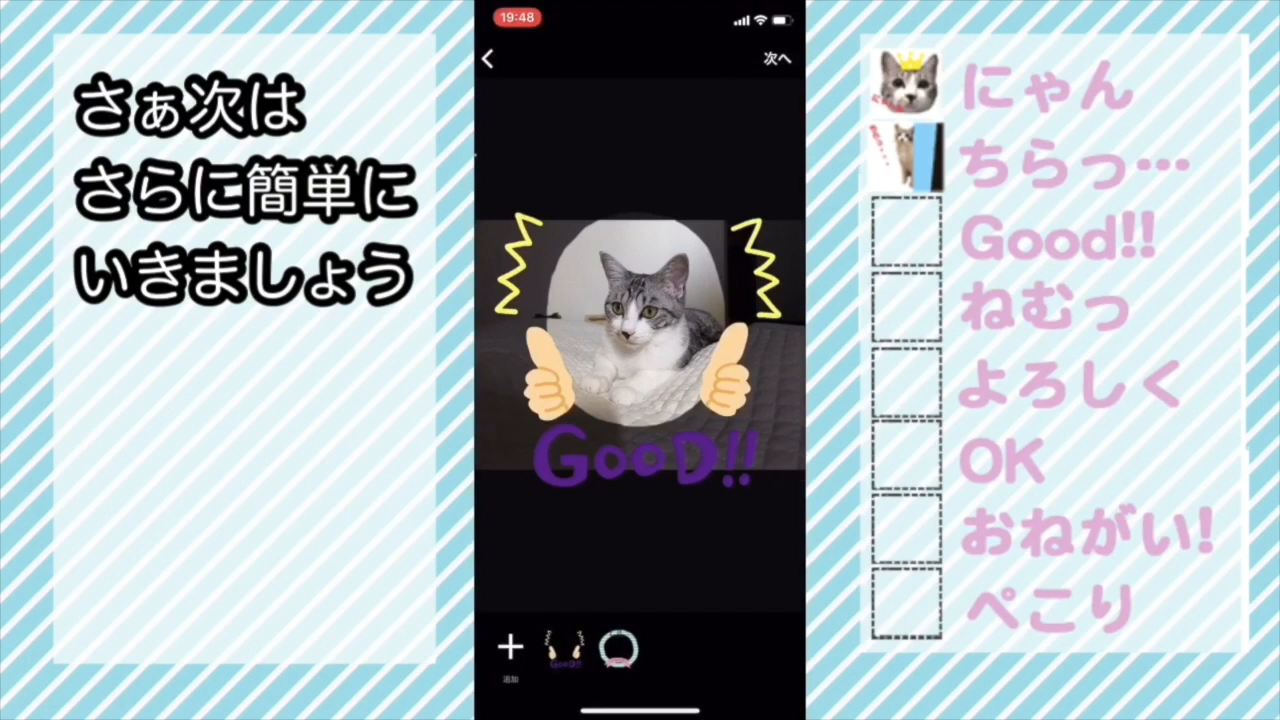 さぁ次は
さらに簡単に
いきましょう
19:48
次へ
GOOD!!
追加
GOOD!!
にゃん
ちらっ…
Good!!
ねむっ
よろしく
OK
おねがい!
ぺこり